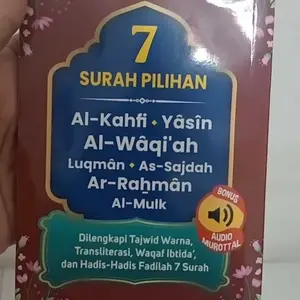 7
SURAH PILIHAN
Al-Kahfi • Yâsîn
Al-Wâqi'ah
Luqmân • As-Sajdah
Ar-Raḥmân
Al-Mulk
BONUS
AUDIO
MUROTTAL
Dilengkapi Tajwid Warna,
Transliterasi, Waqaf Ibtida',
dan Hadis-Hadis Fadilah 7 Surah